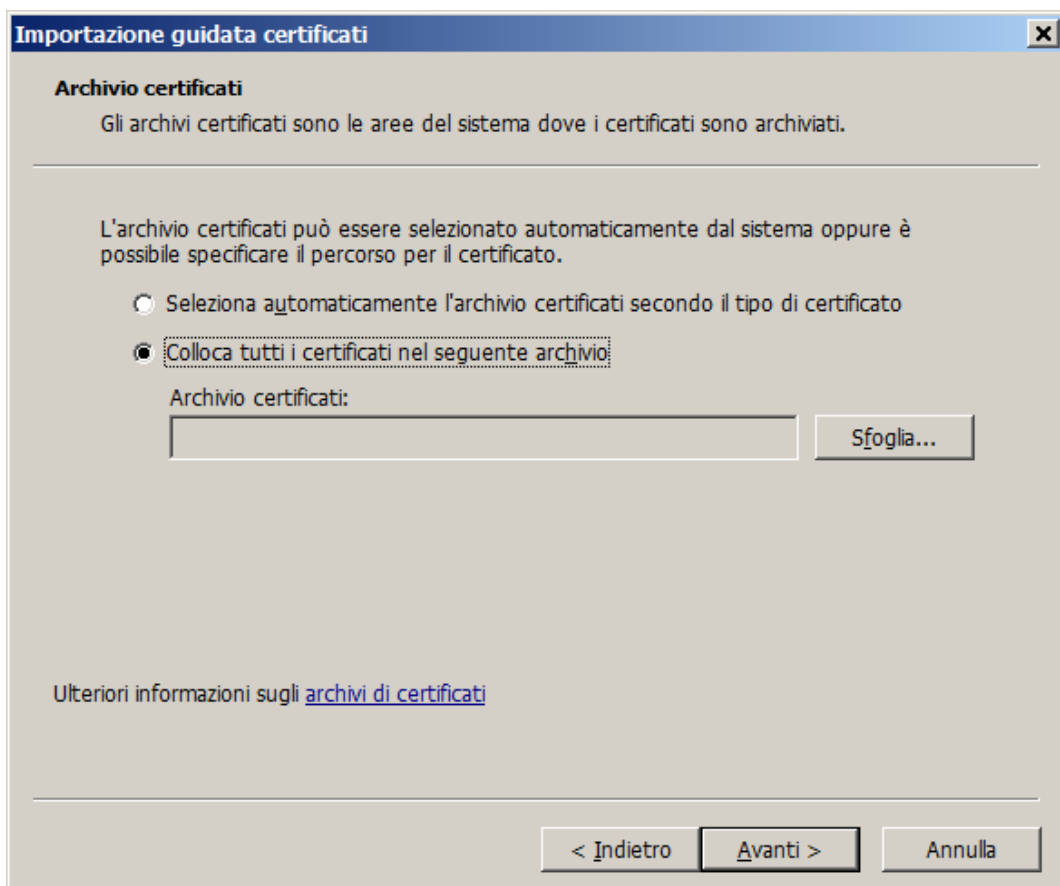 Importazione guidata certificati
Archivio certificati
Gli archivi certificati sono le aree del sistema dove i certificati sono archiviati.
L'archivio certificati può essere selezionato automaticamente dal sistema oppure è
possibile specificare il percorso per il certificato.
Seleziona automaticamente l'archivio certificati secondo il tipo di certificato
Colloca tutti i certificati nel seguente archivio
Archivio certificati:
Sfoglia...
Ulteriori informazioni sugli archivi di certificati
< Indietro Avanti > Annulla